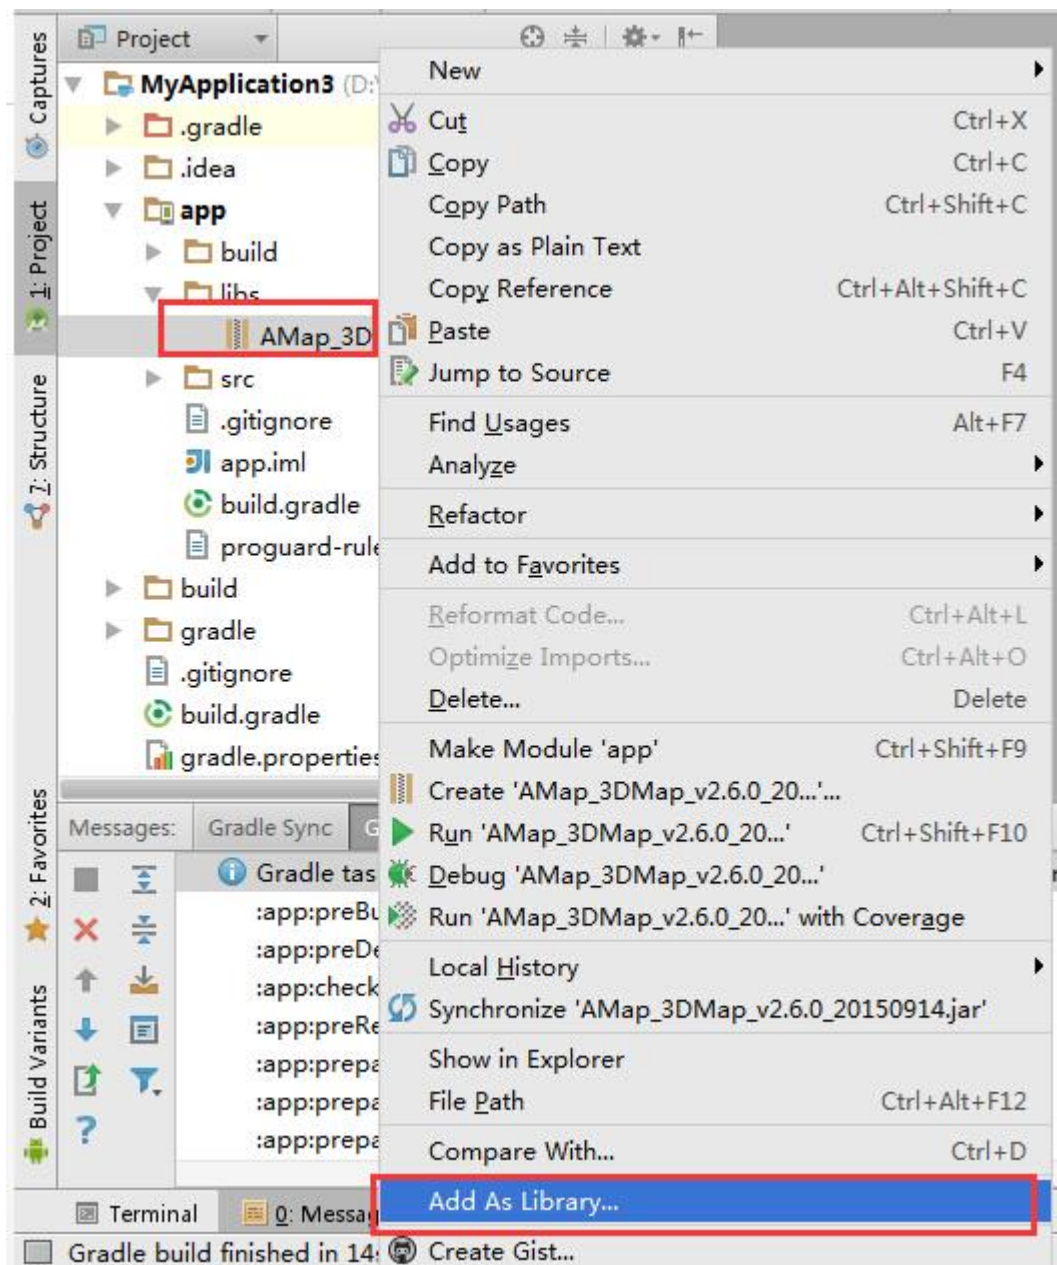 Captures
1: Project
7: Structure
2: Favorites
Build Variants
Project
MyApplication3 (D:\
.gradle
.idea
app
build
libs
AMap_3D
src
.gitignore
app.iml
build.gradle
proguard-rule
build
gradle
.gitignore
build.gradle
gradle.properties
Messages: Gradle Sync G
Gradle tas
:app:preBu
:app:preDe
:app:check
:app:preRe
:app:prepa
:app:prepa
:app:prepa
Terminal 0: Messag
Gradle build finished in 14s
New
Cut Ctrl+X
Copy Ctrl+C
Copy Path Ctrl+Shift+C
Copy as Plain Text
Copy Reference Ctrl+Alt+Shift+C
Paste Ctrl+V
Jump to Source F4
Find Usages Alt+F7
Analyze
Refactor
Add to Favorites
Reformat Code... Ctrl+Alt+L
Optimize Imports... Ctrl+Alt+O
Delete... Delete
Make Module 'app' Ctrl+Shift+F9
Create 'AMap_3DMap_v2.6.0_20...'...
Run 'AMap_3DMap_v2.6.0_20...' Ctrl+Shift+F10
Debug 'AMap_3DMap_v2.6.0_20...'
Run 'AMap_3DMap_v2.6.0_20...' with Coverage
Local History
Synchronize 'AMap_3DMap_v2.6.0_20150914.jar'
Show in Explorer
File Path Ctrl+Alt+F12
Compare With... Ctrl+D
Add As Library...
Create Gist...